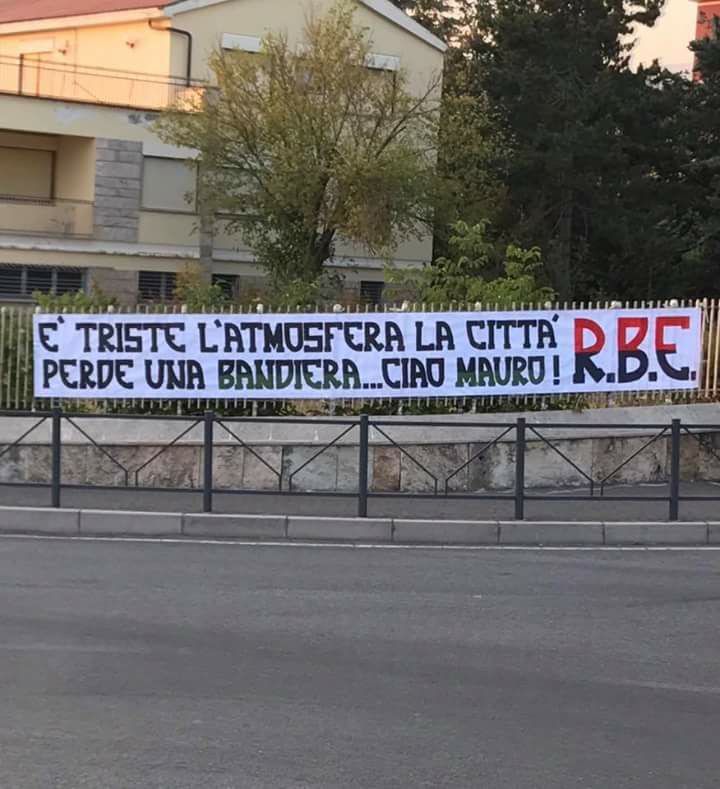 E' TRISTE L'ATMOSFERA LA CITTA'
PERDE UNA BANDIERA...CIAO MAURO!
R.B.E.